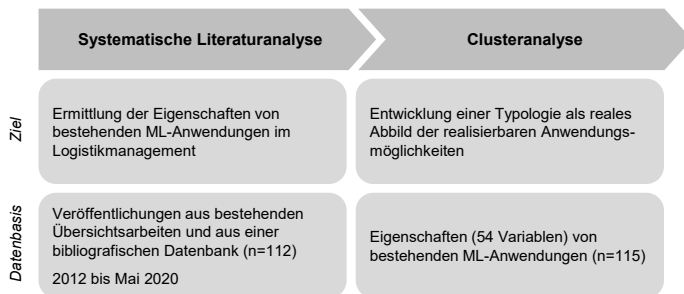 Systematische Literaturanalyse
Clusteranalyse
Ziel
Ermittlung der Eigenschaften von
bestehenden ML-Anwendungen im
Logistikmanagement
Entwicklung einer Typologie als reales
Abbild der realisierbaren Anwendungs-
möglichkeiten
Datenbasis
Veröffentlichungen aus bestehenden
Übersichtsarbeiten und aus einer
bibliografischen Datenbank (n=112)
2012 bis Mai 2020
Eigenschaften (54 Variablen) von
bestehenden ML-Anwendungen (n=115)